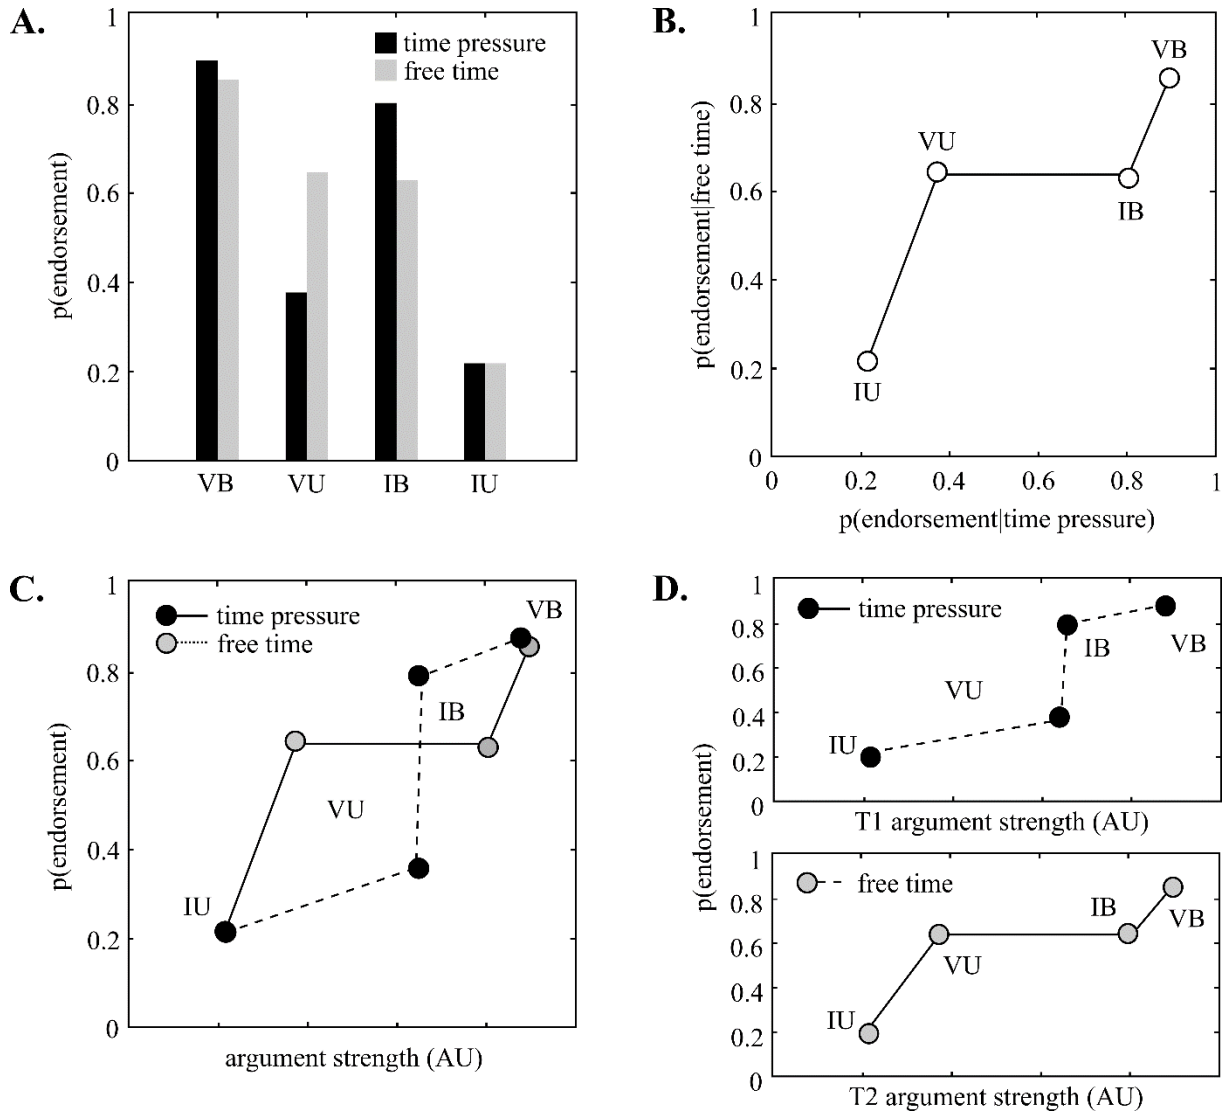 A.
1
0.8
0.6
0.4
0.2
0
p(endorsement)
time pressure
free time
VB
VU
IB
IU
B.
1
0.8
0.6
0.4
0.2
0
p(endorsement|free time)
VB
VU
IB
IU
0
0.2
0.4
0.6
0.8
1
p(endorsement|time pressure)
C.
1
0.8
0.6
0.4
0.2
0
p(endorsement)
time pressure
free time
VB
IB
VU
IU
argument strength (AU)
D.
1
0.8
0.6
0.4
0.2
0
time pressure
IB
VB
VU
IU
T1 argument strength (AU)
p(endorsement)
1
0.8
0.6
0.4
0.2
0
free time
IB
VB
VU
IU
T2 argument strength (AU)